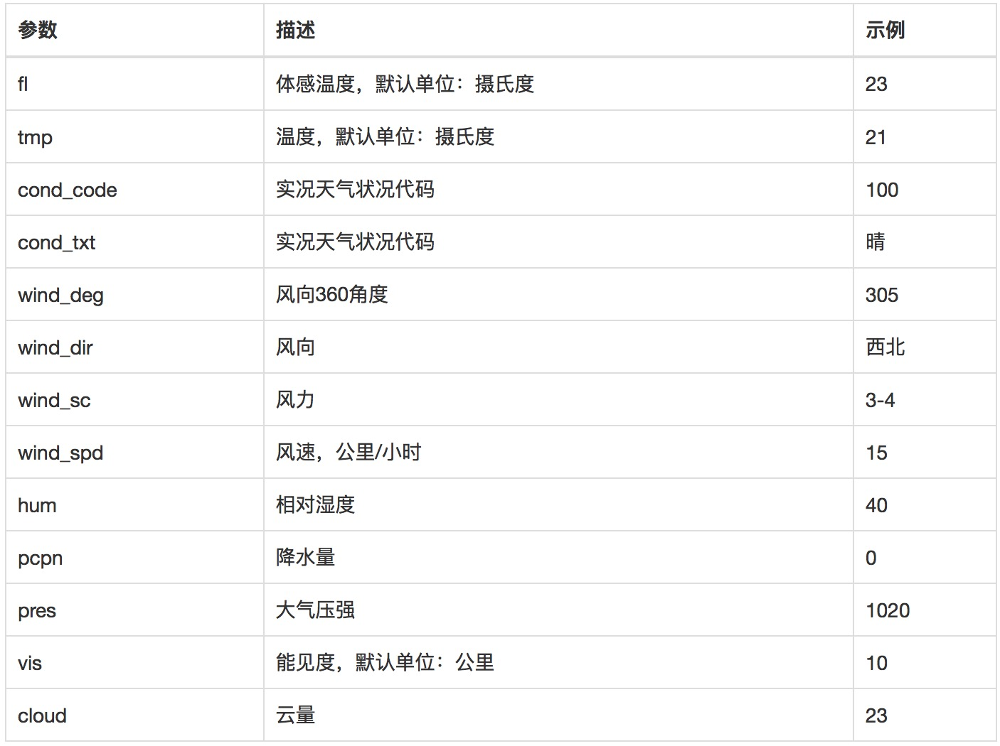 参数 描述 示例
fl 体感温度，默认单位：摄氏度 23
tmp 温度，默认单位：摄氏度 21
cond_code 实况天气状况代码 100
cond_txt 实况天气状况代码 晴
wind_deg 风向360角度 305
wind_dir 风向 西北
wind_sc 风力 3-4
wind_spd 风速，公里/小时 15
hum 相对湿度 40
pcpn 降水量 0
pres 大气压强 1020
vis 能见度，默认单位：公里 10
cloud 云量 23